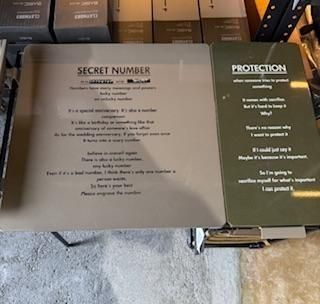 SECRET NUMBER
Numbers have many meanings and powers
lucky number
an unlucky number
It's a special anniversary. It's also a number
companion
It's like a birthday or something like that
anniversary of someone's love affair
As for the wedding anniversary, if you forget even once
It turns into a scary number
believe in oneself again
There is also a lucky number,
any lucky number
Even if it's a bad number, I think there's only one number a
person wants.
So here's your best
Please engrave the number
PROTECTION
when someone tries to protect
something
It comes with sacrifice.
But it's hard to keep it
Why?
There's no reason why
I want to protect it
If I could just say it
Maybe it's because it's important.
So I'm going to
sacrifice myself for what's important
I can protect it